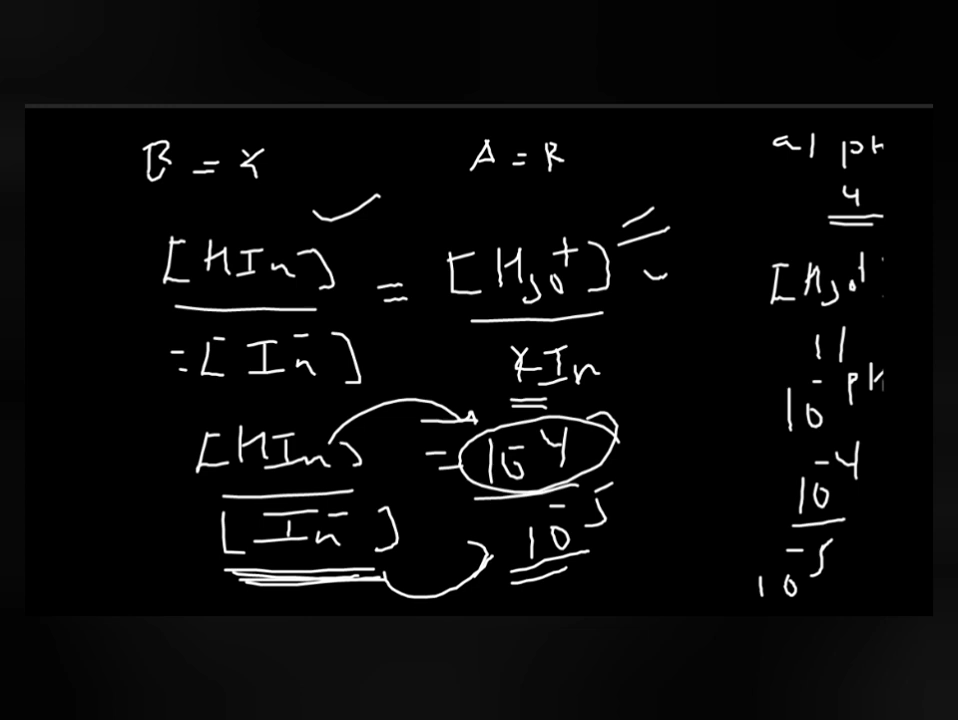 B = Y
A = R
[HIn] = [H3O+]
= [In-] KIn
[HIn] = 10-4
[In-] 10-5
a) pH
4
[H3O+
11
10-pH
10-4
10-5